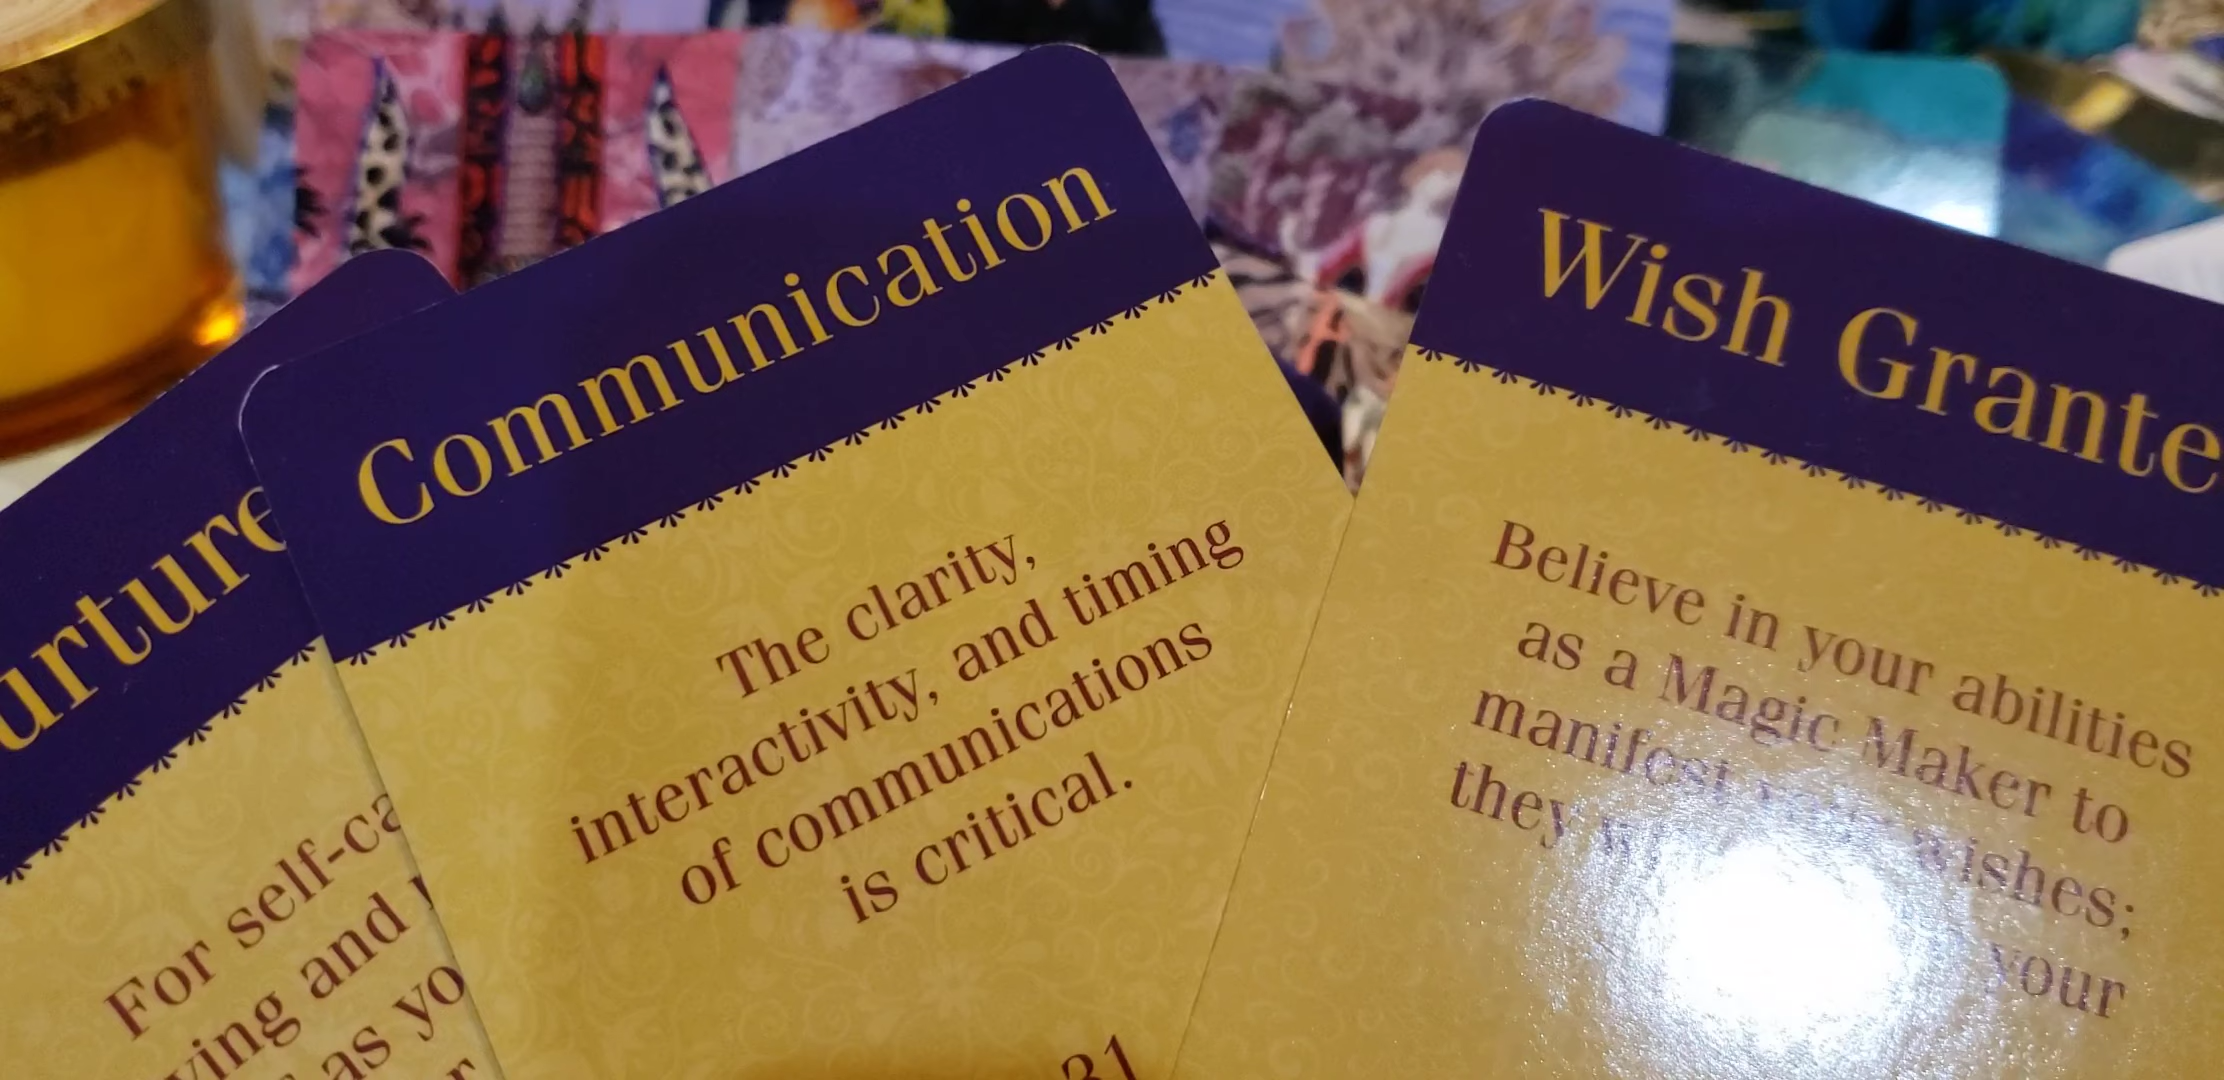 urture
For self-ca
ving and
as yo
Communication
The clarity,
interactivity, and timing
of communications
is critical.
31
Wish Grante
Believe in your abilities
as a Magic Maker to
manifest your wishes;
they
your